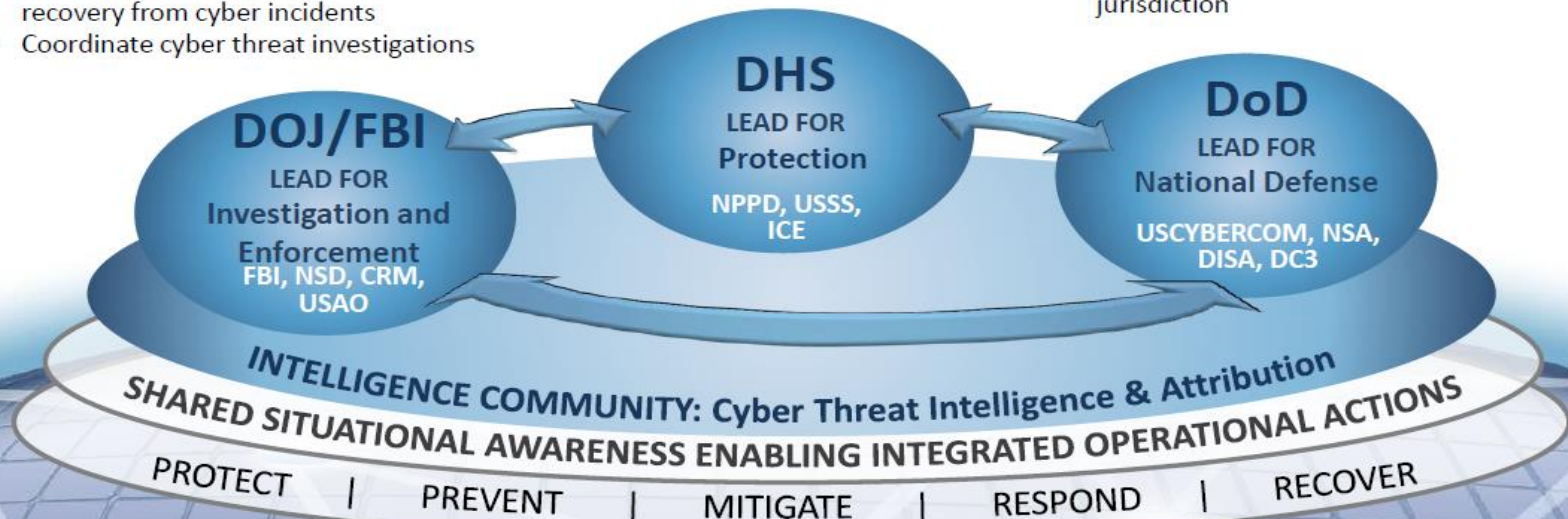 recovery from cyber incidents
Coordinate cyber threat investigations
jurisdiction
DOJ/FBI
LEAD FOR
Investigation and
Enforcement
FBI, NSD, CRM,
USAO
DHS
LEAD FOR
Protection
NPPD, USSS,
ICE
DoD
LEAD FOR
National Defense
USCYBERCOM, NSA,
DISA, DC3
INTELLIGENCE COMMUNITY: Cyber Threat Intelligence & Attribution
SHARED SITUATIONAL AWARENESS ENABLING INTEGRATED OPERATIONAL ACTIONS
PROTECT | PREVENT | MITIGATE | RESPOND | RECOVER